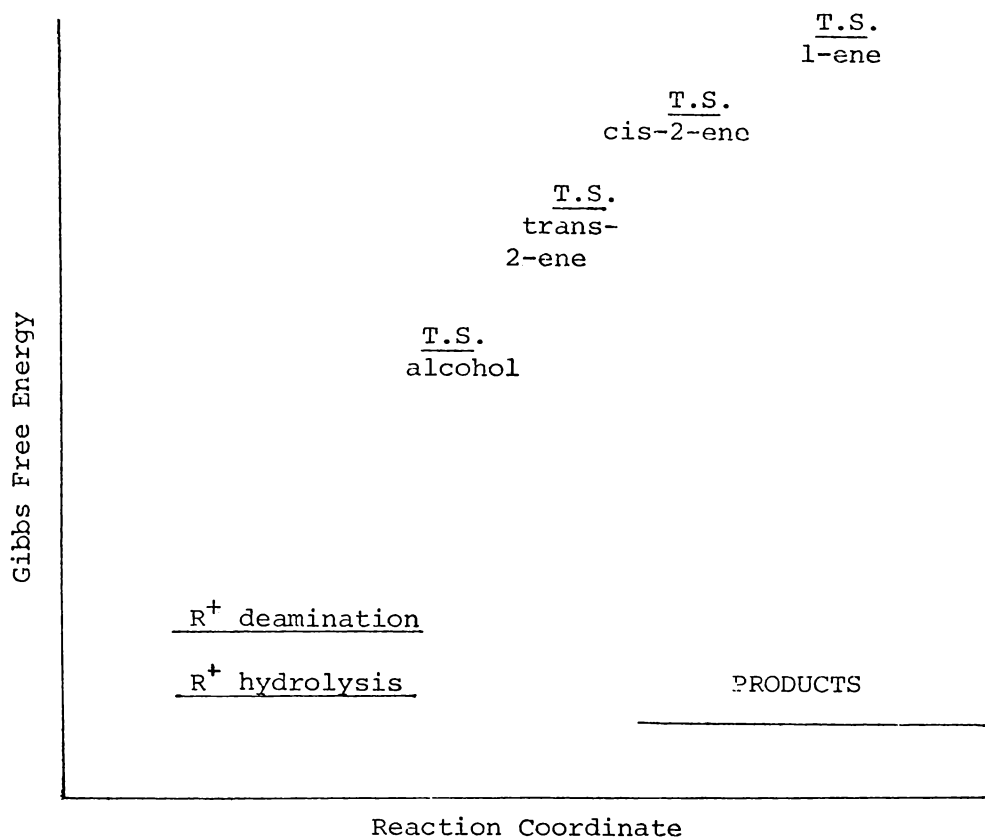 T.S.
1-ene
T.S.
cis-2-ene
T.S.
trans-
2-ene
T.S.
alcohol
Gibbs Free Energy
R+ deamination
R+ hydrolysis
PRODUCTS
Reaction Coordinate